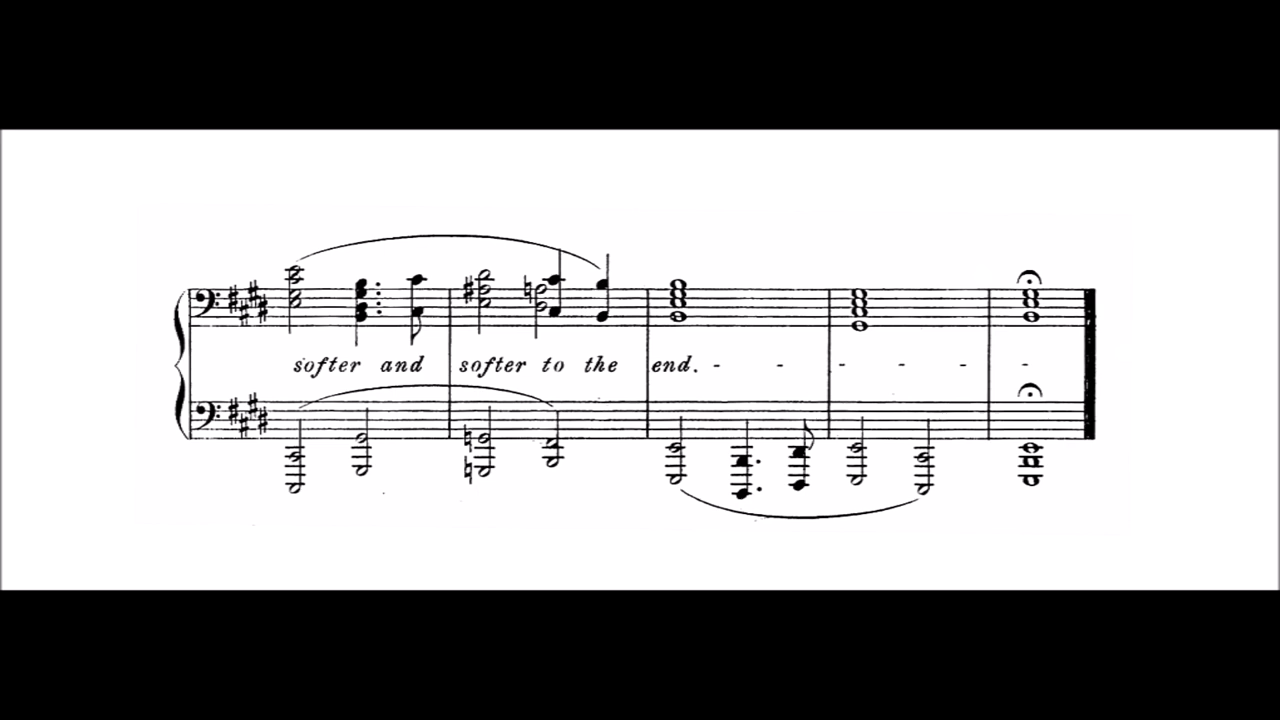 softer and softer to the end. - - - - - -